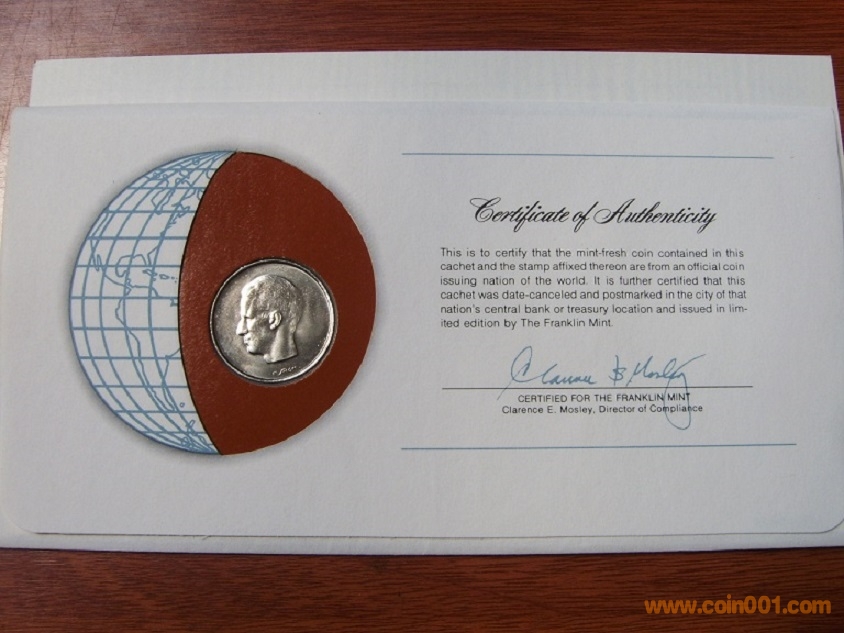 Certificate of Authenticity
This is to certify that the mint-fresh coin contained in this
cachet and the stamp affixed thereon are from an official coin
issuing nation of the world. It is further certified that this
cachet was date-canceled and postmarked in the city of that
nation's central bank or treasury location and issued in lim-
ited edition by The Franklin Mint.
CERTIFIED FOR THE FRANKLIN MINT
Clarence E. Mosley, Director of Compliance
www.coin001.com